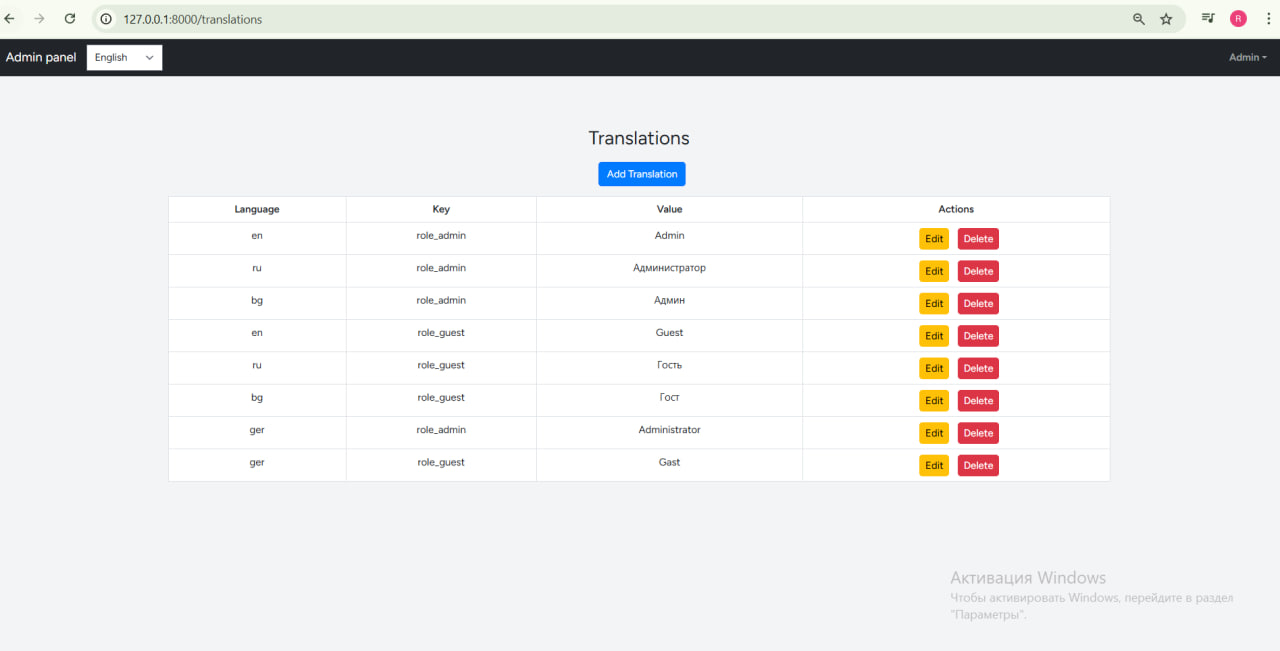 127.0.0.1:8000/translations
R
Admin panel English Admin
Translations
Add Translation
Language Key Value Actions
en role_admin Admin Edit Delete
ru role_admin Администратор Edit Delete
bg role_admin Админ Edit Delete
en role_guest Guest Edit Delete
ru role_guest Гость Edit Delete
bg role_guest Гост Edit Delete
ger role_admin Administrator Edit Delete
ger role_guest Gast Edit Delete
Активация Windows
Чтобы активировать Windows, перейдите в раздел
"Параметры".